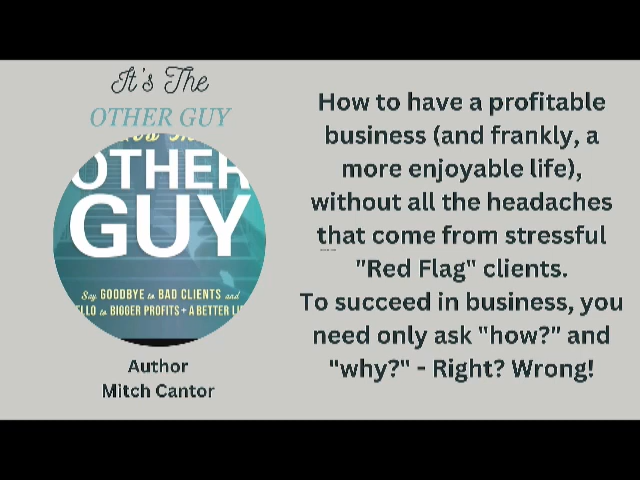 It's The
OTHER GUY
OTHER
GUY
Say GOODBYE to BAD CLIENTS and
ELLO to BIGGER PROFITS + A BETTER LI
Author
Mitch Cantor
How to have a profitable
business (and frankly, a
more enjoyable life),
without all the headaches
that come from stressful
"Red Flag" clients.
To succeed in business, you
need only ask "how?" and
"why?" - Right? Wrong!